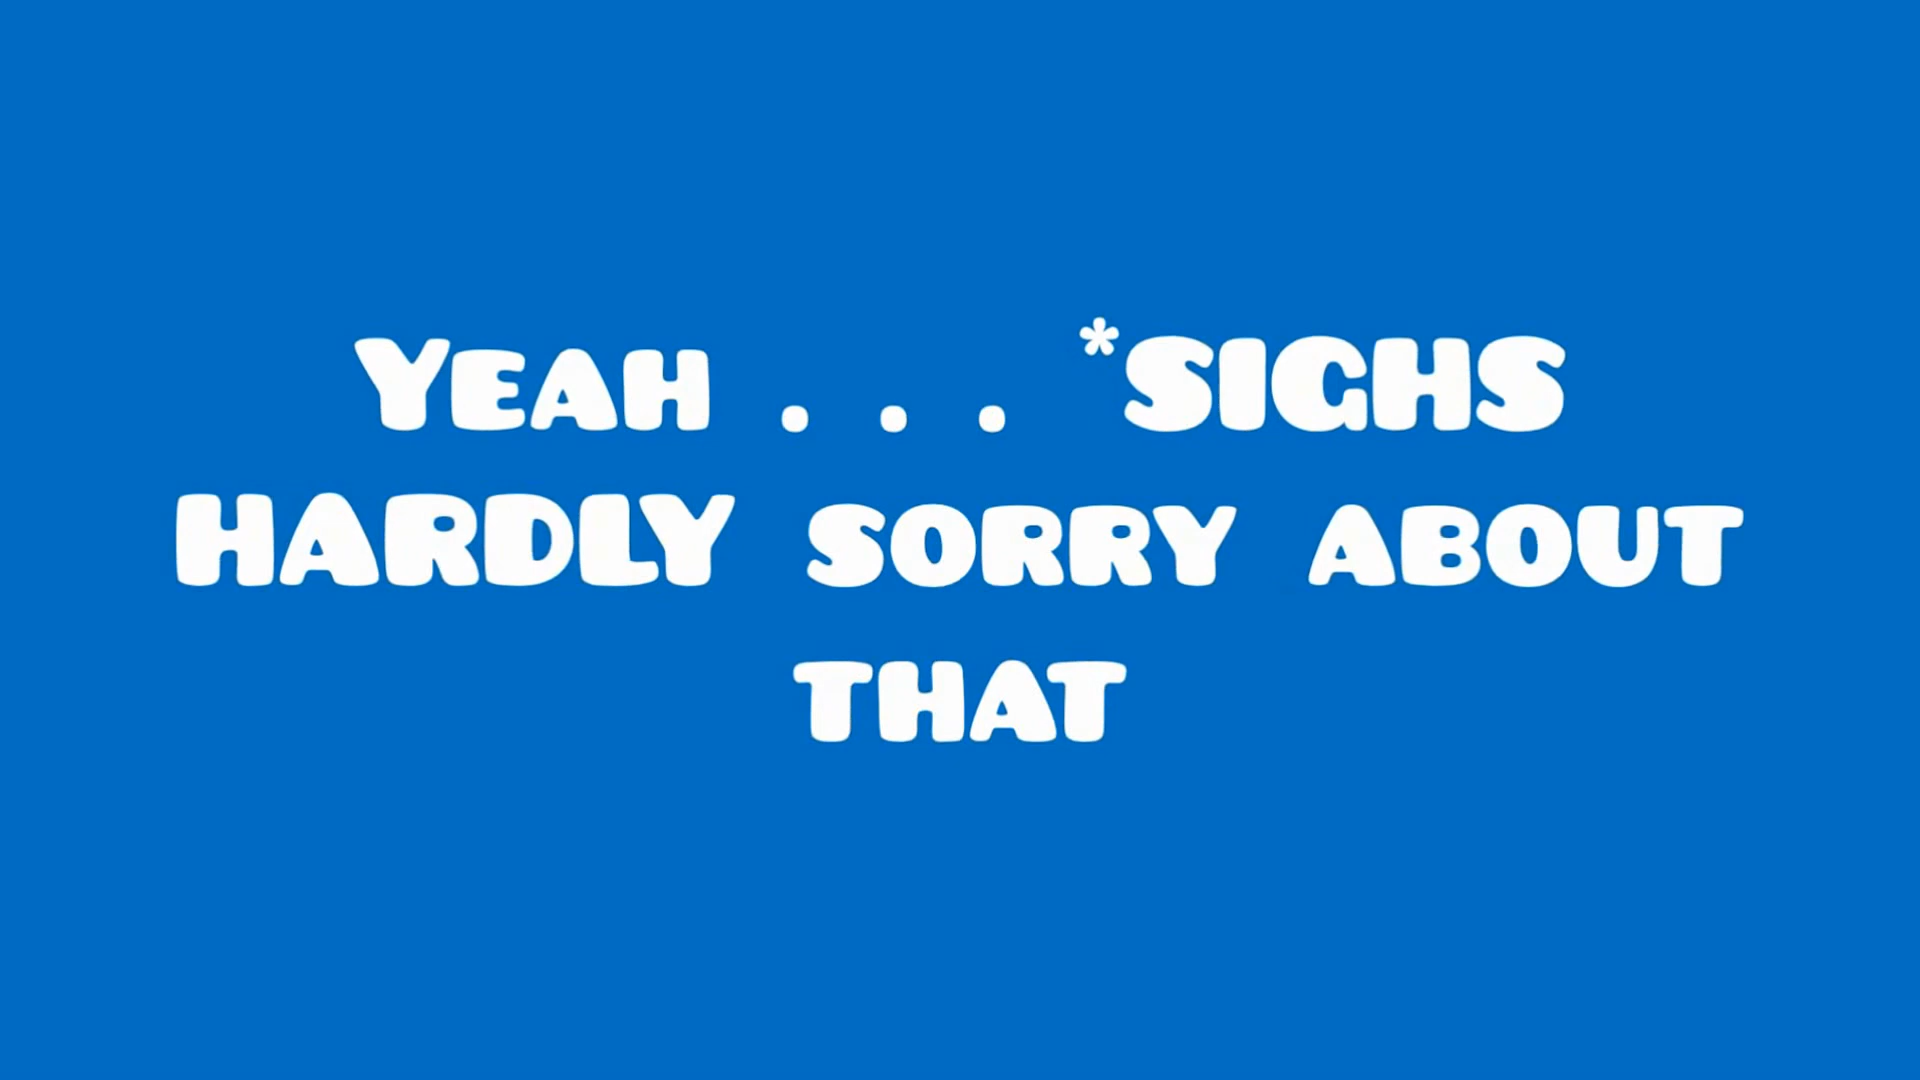 Yeah . . . *SIGHS
HARDLY sorry about
that